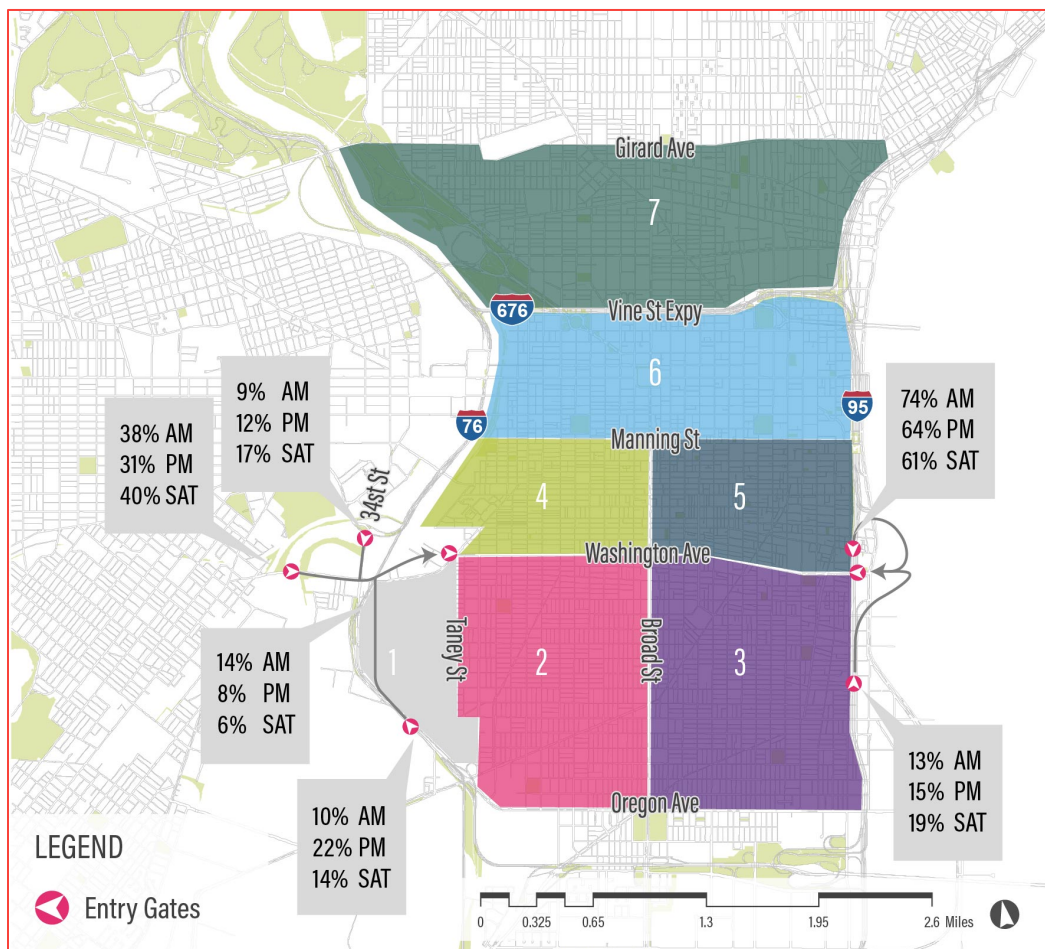 Girard Ave
7
676
Vine St Expy
6
9% AM
12% PM
17% SAT
74% AM
64% PM
61% SAT
95
76
38% AM
31% PM
40% SAT
Manning St
34st St
4
5
Washington Ave
Taney St
Broad St
1
2
3
14% AM
8% PM
6% SAT
13% AM
15% PM
19% SAT
10% AM
22% PM
14% SAT
Oregon Ave
LEGEND
Entry Gates
0 0.325 0.65 1.3 1.95 2.6 Miles